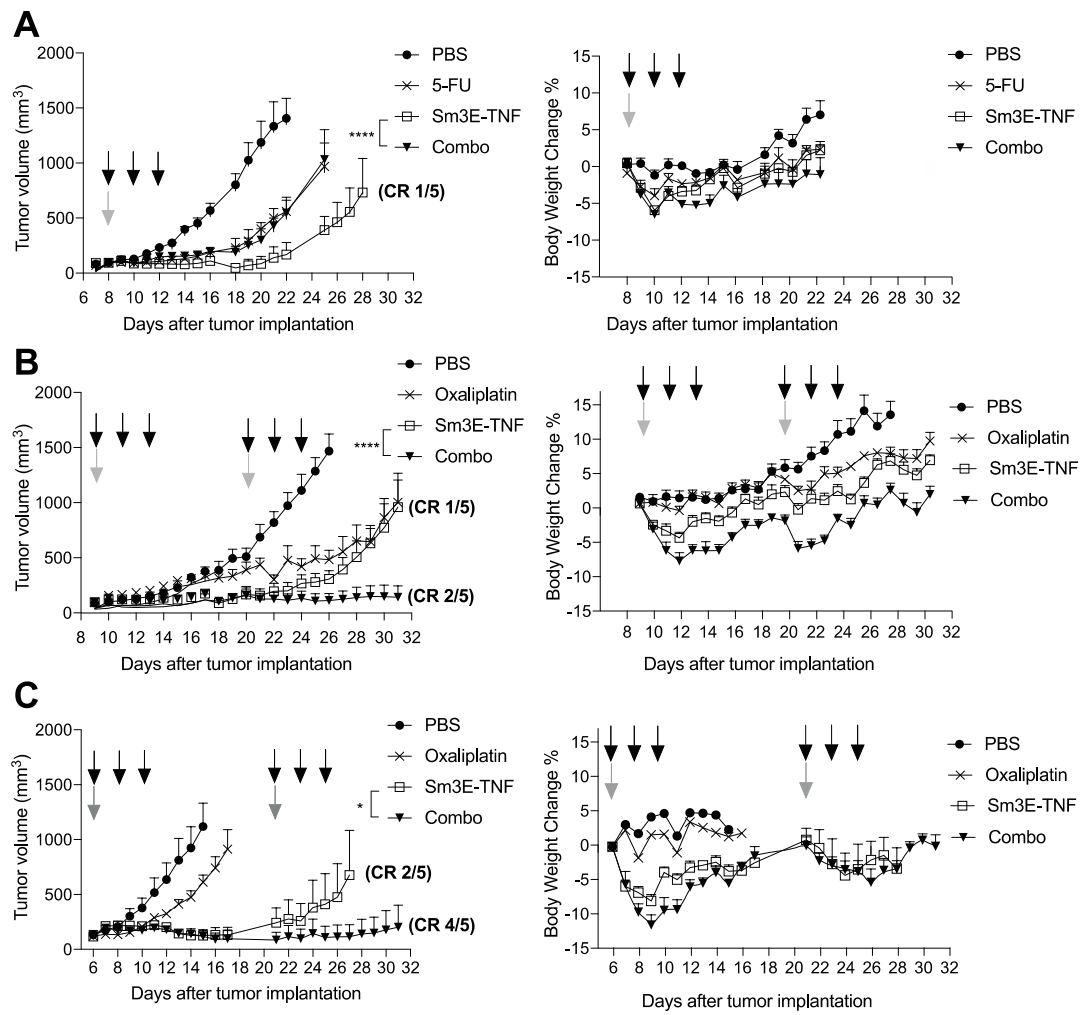 A
Tumor volume (mm³)
2000
1500
1000
500
0
6 8 10 12 14 16 18 20 22 24 26 28 30 32
Days after tumor implantation
PBS
5-FU
Sm3E-TNF
Combo
****
(CR 1/5)
Body Weight Change %
15
10
5
0
-5
-10
-15
6 8 10 12 14 16 18 20 22 24 26 28 30 32
Days after tumor implantation
PBS
5-FU
Sm3E-TNF
Combo
B
Tumor volume (mm³)
2000
1500
1000
500
0
8 10 12 14 16 18 20 22 24 26 28 30 32
Days after tumor implantation
PBS
Oxaliplatin
Sm3E-TNF
Combo
****
(CR 1/5)
(CR 2/5)
Body Weight Change %
15
10
5
0
-5
-10
-15
8 10 12 14 16 18 20 22 24 26 28 30 32
Days after tumor implantation
PBS
Oxaliplatin
Sm3E-TNF
Combo
C
Tumor volume (mm³)
2000
1500
1000
500
0
6 8 10 12 14 16 18 20 22 24 26 28 30 32
Days after tumor implantation
PBS
Oxaliplatin
Sm3E-TNF
Combo
*
(CR 2/5)
(CR 4/5)
Body Weight Change %
15
10
5
0
-5
-10
-15
6 8 10 12 14 16 18 20 22 24 26 28 30 32
Days after tumor implantation
PBS
Oxaliplatin
Sm3E-TNF
Combo